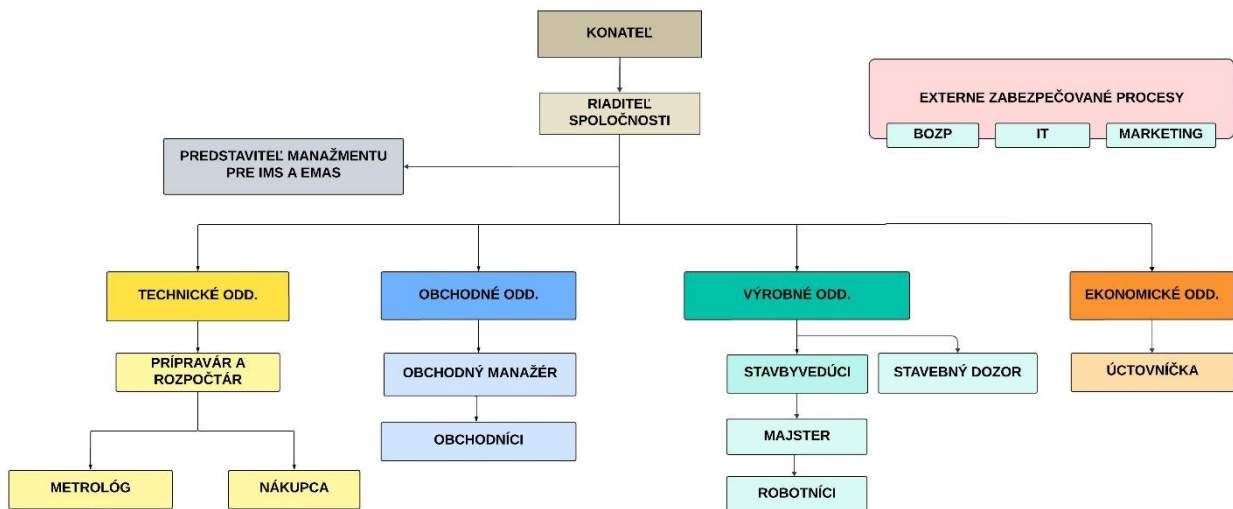 KONATEĽ
EXTERNE ZABEZPEČOVANÉ PROCESY
BOZP
IT
MARKETING
RIADITEĽ
SPOLOČNOSTI
PREDSTAVITEĽ MANAŽMENTU
PRE IMS A EMAS
TECHNICKÉ ODD.
OBCHODNÉ ODD.
VÝROBNÉ ODD.
EKONOMICKÉ ODD.
PRÍPRAVÁR A
ROZPOČTÁR
OBCHODNÝ MANAŽÉR
STAVBYVEDÚCI
STAVEBNÝ DOZOR
ÚCTOVNÍČKA
OBCHODNÍCI
MAJSTER
METROLÓG
NÁKUPCA
ROBOTNÍCI